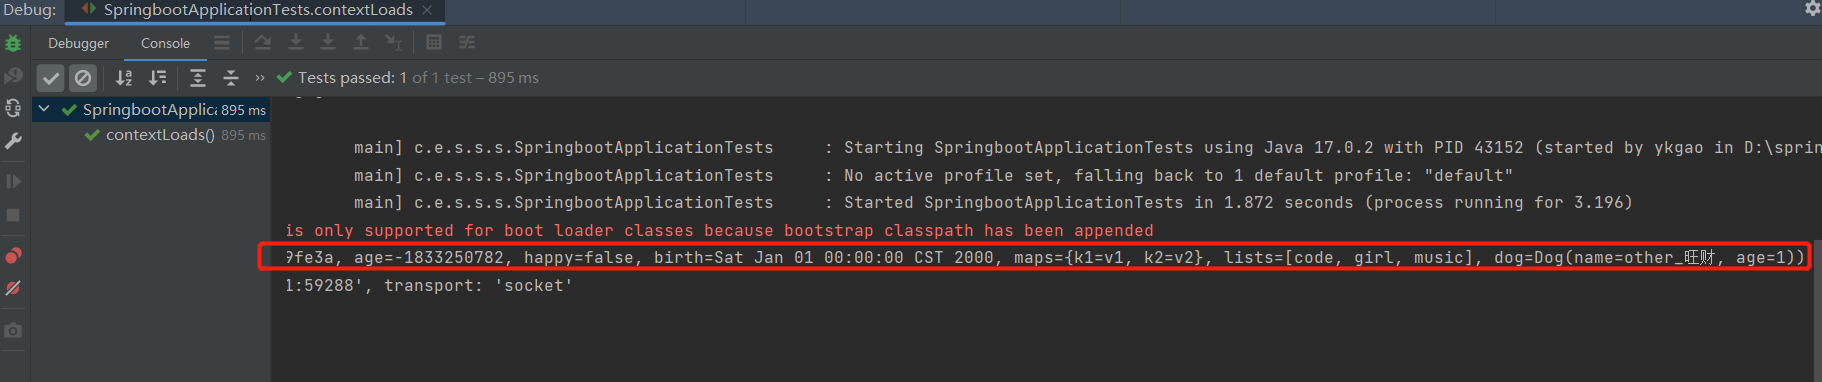 Debug: SpringbootApplicationTests.contextLoads
Debugger Console
Tests passed: 1 of 1 test – 895 ms
SpringbootApplica 895 ms
contextLoads() 895 ms
main] c.e.s.s.s.SpringbootApplicationTests : Starting SpringbootApplicationTests using Java 17.0.2 with PID 43152 (started by ykgao in D:\sprin
main] c.e.s.s.s.SpringbootApplicationTests : No active profile set, falling back to 1 default profile: "default"
main] c.e.s.s.s.SpringbootApplicationTests : Started SpringbootApplicationTests in 1.872 seconds (process running for 3.196)
is only supported for boot loader classes because bootstrap classpath has been appended
9fe3a, age=-1833250782, happy=false, birth=Sat Jan 01 00:00:00 CST 2000, maps={k1=v1, k2=v2}, lists=[code, girl, music], dog=Dog(name=other_旺财, age=1))
1:59288', transport: 'socket'